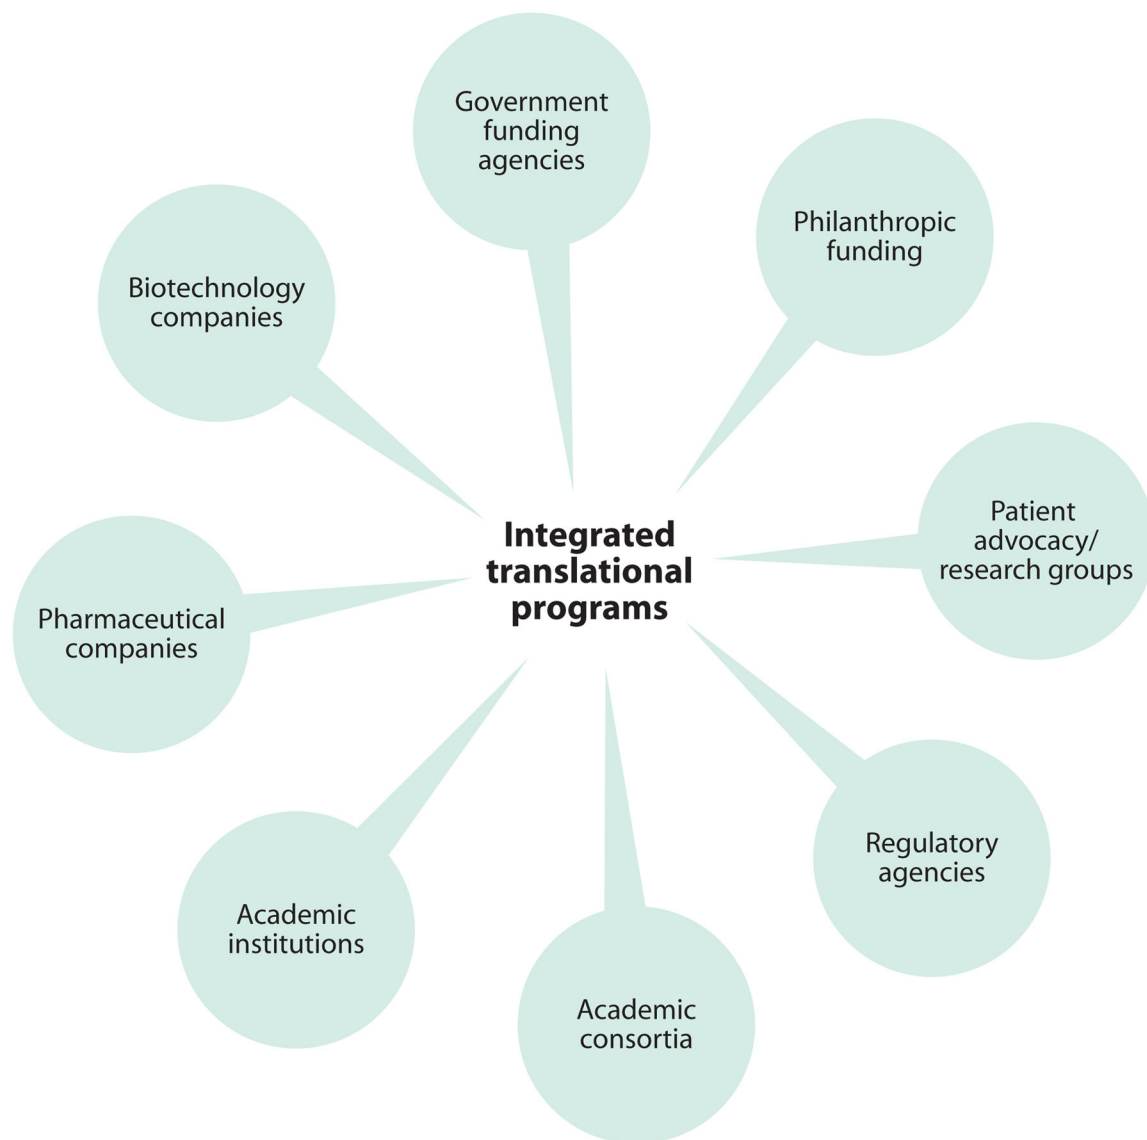 Government
funding
agencies
Philanthropic
funding
Biotechnology
companies
Patient
advocacy/
research groups
Integrated
translational
programs
Pharmaceutical
companies
Regulatory
agencies
Academic
institutions
Academic
consortia